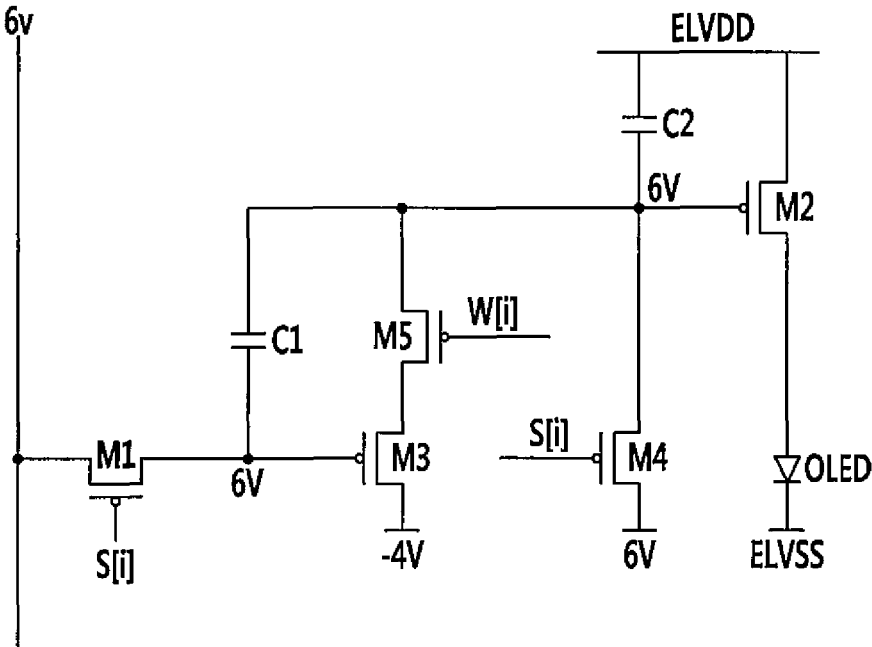 6v
ELVDD
C2
6V
M2
W[i]
M5
C1
S[i]
M1
M3
M4
OLED
6V
-4V
6V
ELVSS
S[i]